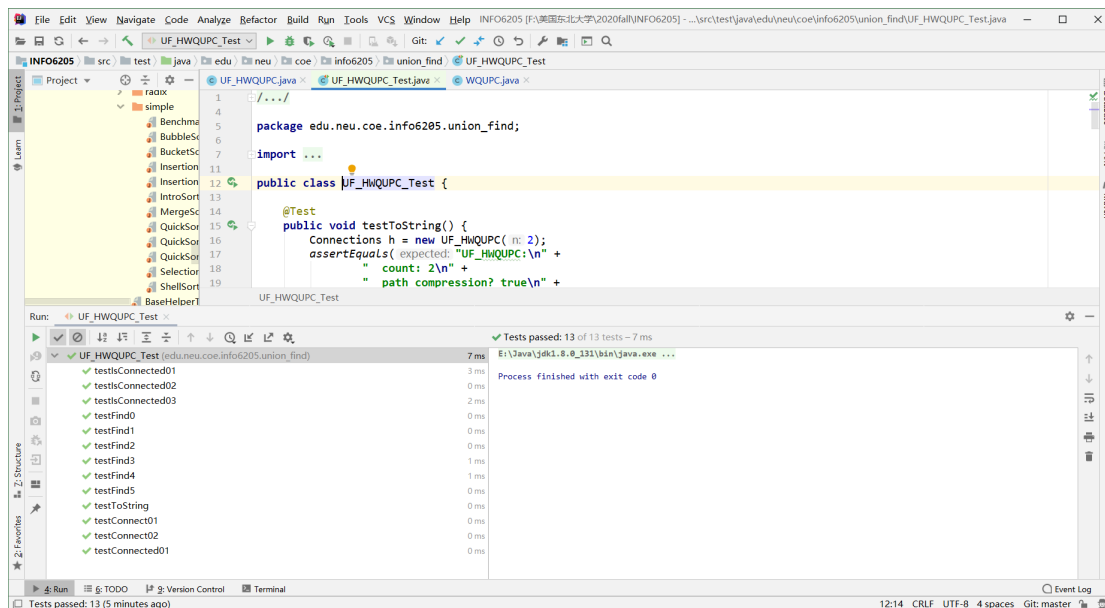 File Edit View Navigate Code Analyze Refactor Build Run Tools VCS Window Help INFO6205 [F:\美国东北大学\2020fall\INFO6205] - ...\src\test\java\edu\neu\coe\info6205\union_find\UF_HWQUPC_Test.java
UF_HWQUPC_Test Git:
INFO6205 src test java edu neu coe info6205 union_find UF_HWQUPC_Test
1: Project
Learn
Z: Structure
2: Favorites
Project
radix
simple
Benchma
BubbleSo
BucketSc
Insertion
Insertion
IntroSort
MergeSo
QuickSor
QuickSor
QuickSor
Selection
ShellSort
BaseHelperT
UF_HWQUPC.java UF_HWQUPC_Test.java WQUPC.java
1 /.../
4
5 package edu.neu.coe.info6205.union_find;
6
7 import ...
11
12 public class UF_HWQUPC_Test {
13
14 @Test
15 public void testToString() {
16 Connections h = new UF_HWQUPC( n: 2);
17 assertEquals( expected: "UF_HWQUPC:\n" +
18 "  count: 2\n" +
19 "  path compression? true\n" +
UF_HWQUPC_Test
Run: UF_HWQUPC_Test
Tests passed: 13 of 13 tests – 7 ms
UF_HWQUPC_Test (edu.neu.coe.info6205.union_find) 7 ms
testIsConnected01 3 ms
testIsConnected02 0 ms
testIsConnected03 2 ms
testFind0 0 ms
testFind1 0 ms
testFind2 0 ms
testFind3 1 ms
testFind4 1 ms
testFind5 0 ms
testToString 0 ms
testConnect01 0 ms
testConnect02 0 ms
testConnected01 0 ms
E:\Java\jdk1.8.0_131\bin\java.exe ...
Process finished with exit code 0
4: Run 6: TODO 9: Version Control Terminal Event Log
Tests passed: 13 (5 minutes ago) 12:14 CRLF UTF-8 4 spaces Git: master